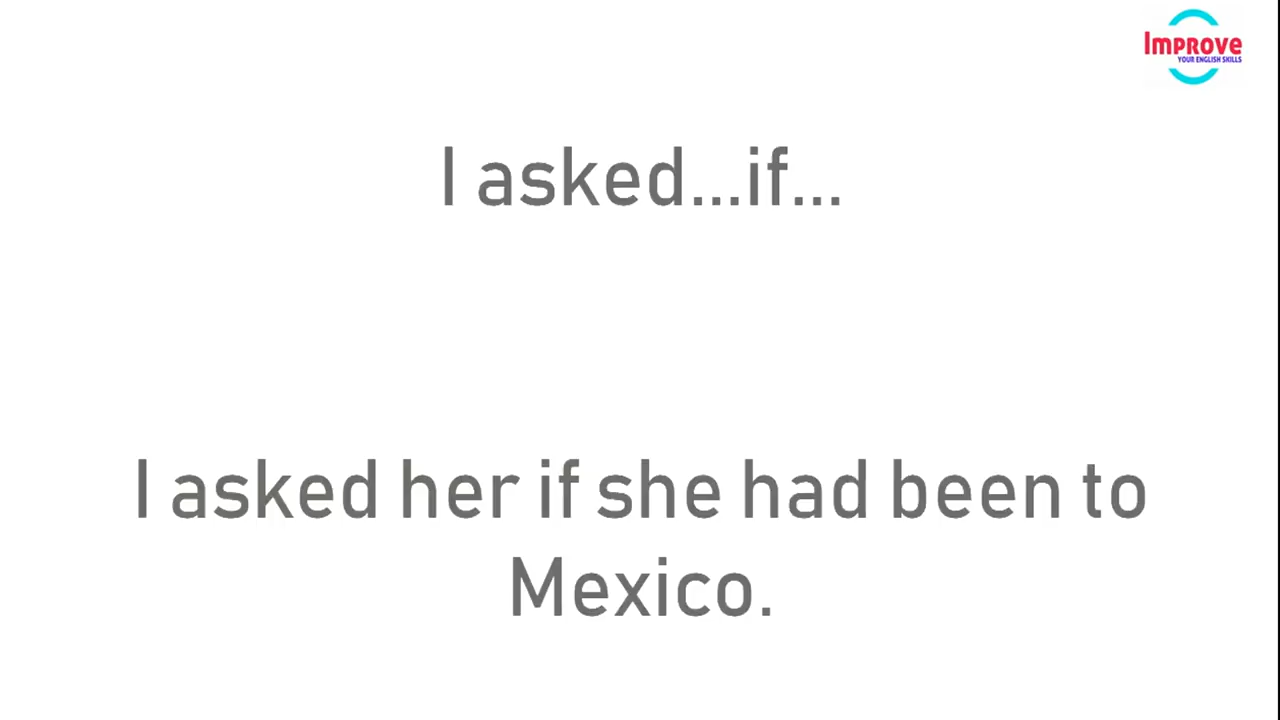 Improve
YOUR ENGLISH SKILLS
I asked...if...
I asked her if she had been to
Mexico.